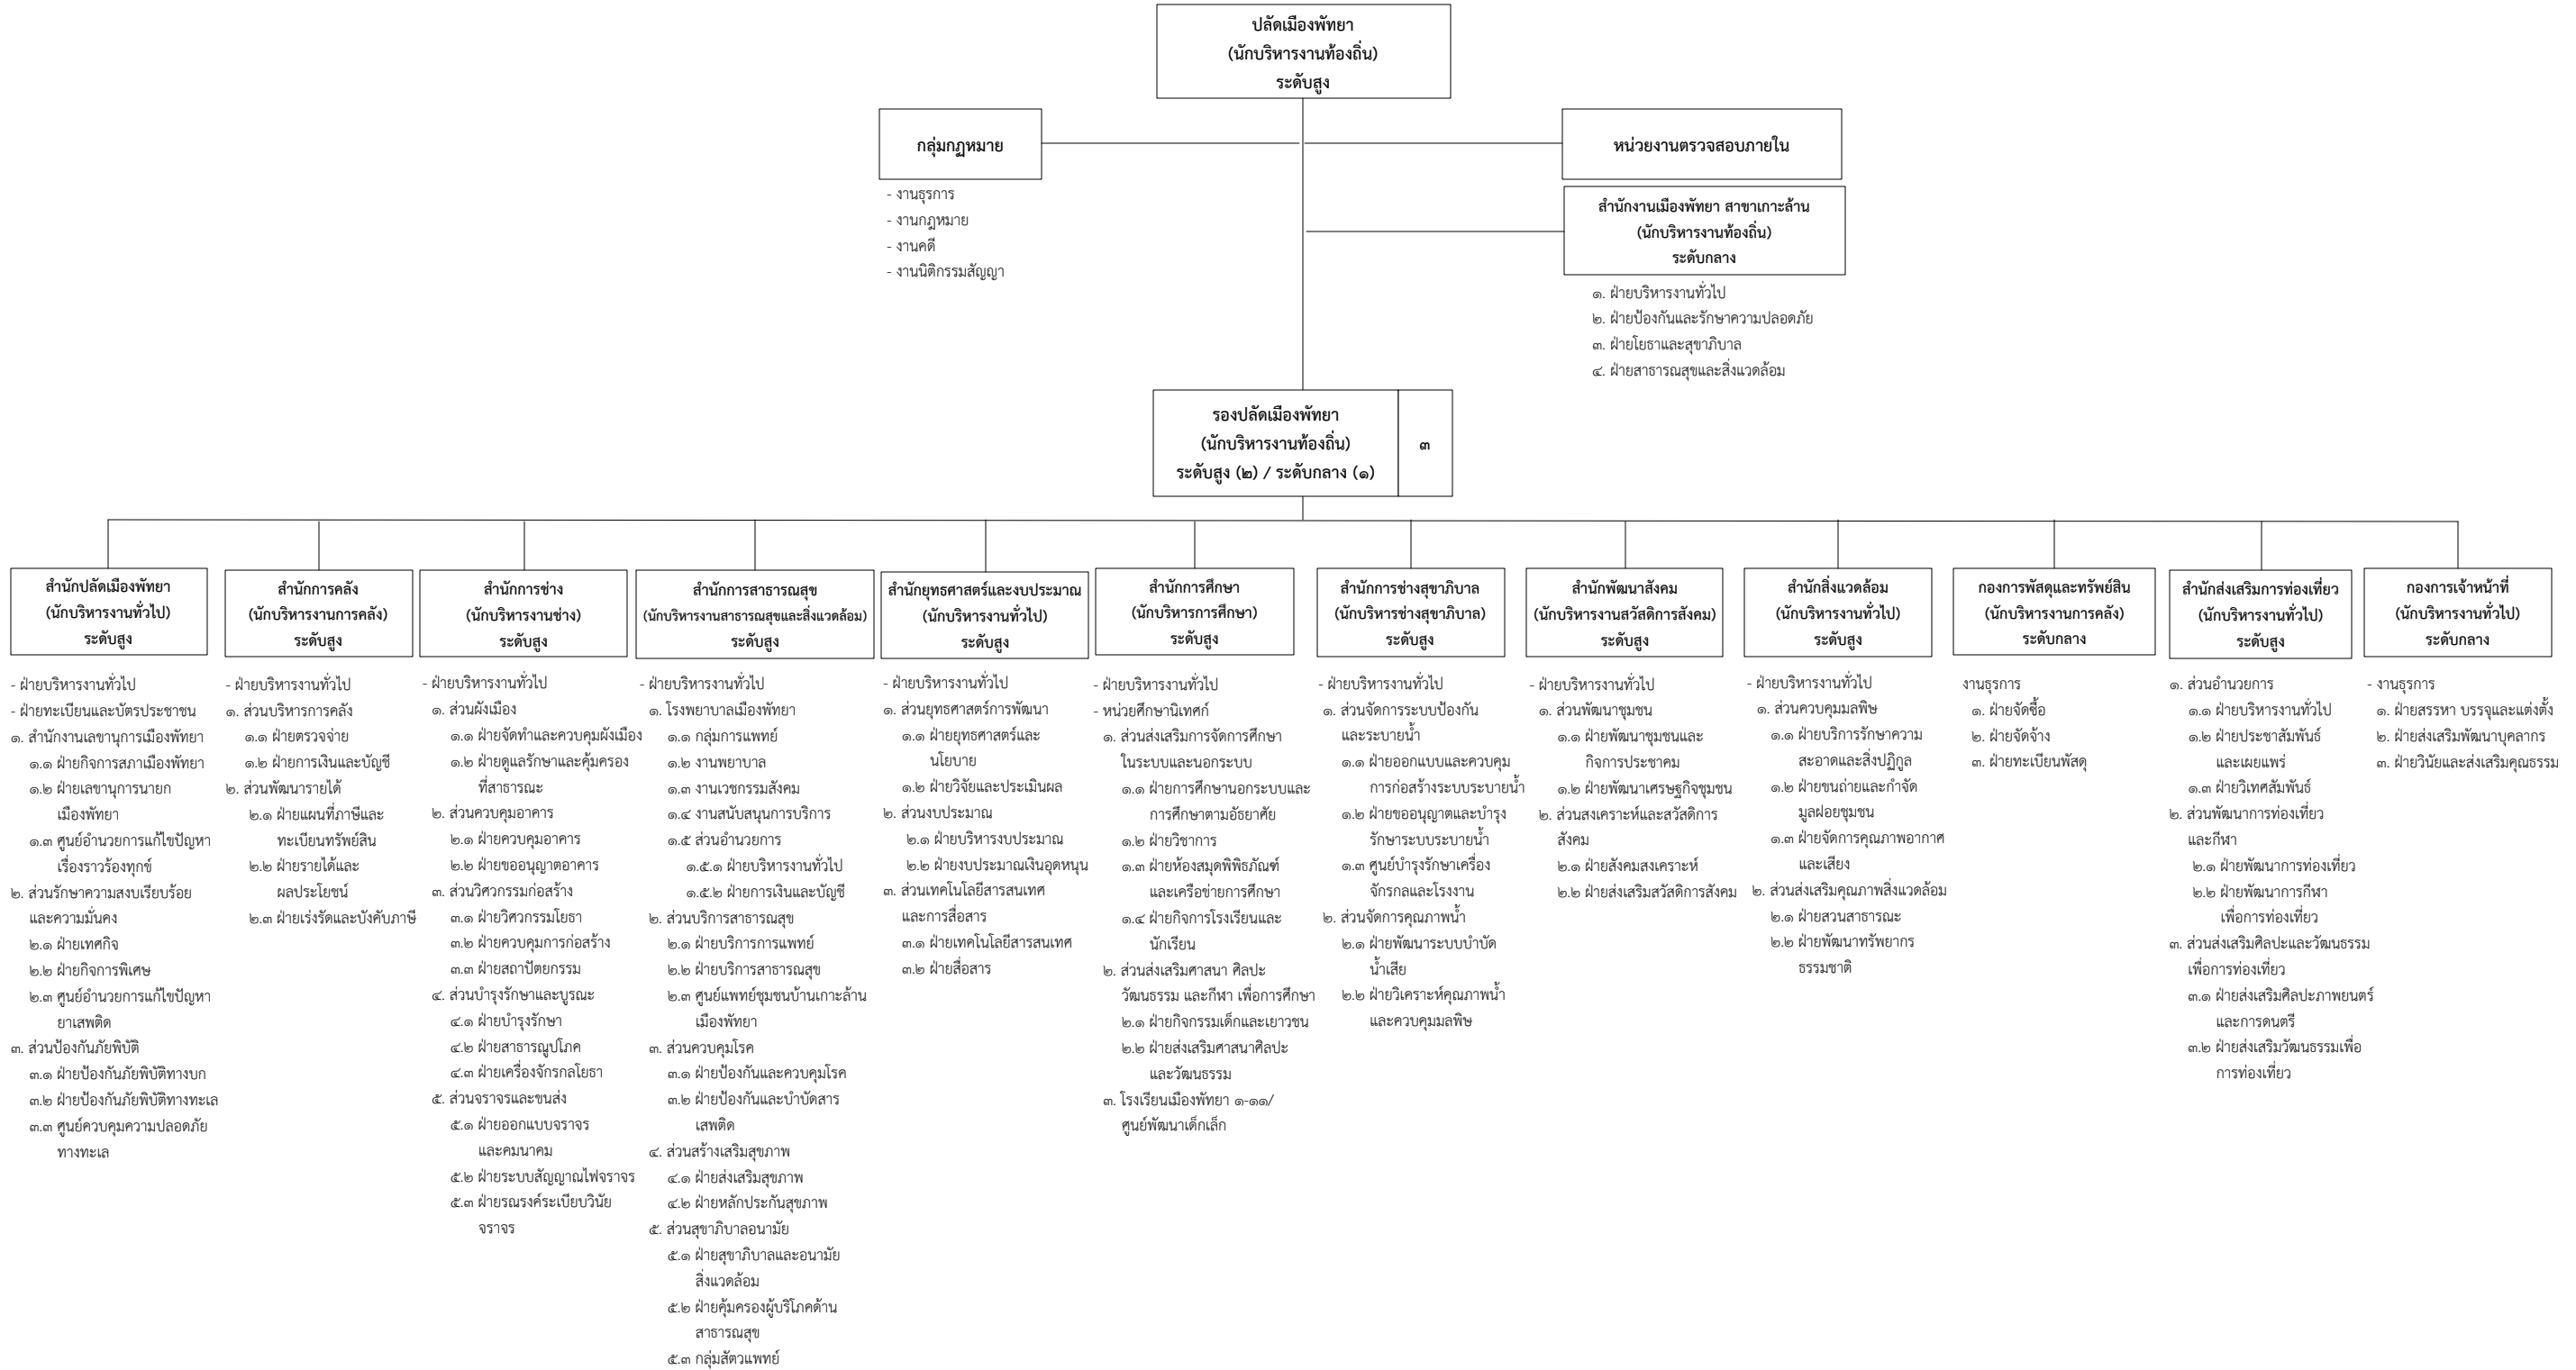 ปลัดเมืองพัทยา
(นักบริหารงานท้องถิ่น)
ระดับสูง
กลุ่มกฎหมาย
- งานธุรการ
- งานกฎหมาย
- งานคดี
- งานนิติกรรมสัญญา
หน่วยงานตรวจสอบภายใน
สำนักงานเมืองพัทยา สาขาเกาะล้าน
(นักบริหารงานท้องถิ่น)
ระดับกลาง
๑. ฝ่ายบริหารงานทั่วไป
๒. ฝ่ายป้องกันและรักษาความปลอดภัย
๓. ฝ่ายโยธาและสุขาภิบาล
๔. ฝ่ายสาธารณสุขและสิ่งแวดล้อม
รองปลัดเมืองพัทยา
(นักบริหารงานท้องถิ่น)
ระดับสูง (๒) / ระดับกลาง (๑)
๓
สำนักปลัดเมืองพัทยา
(นักบริหารงานทั่วไป)
ระดับสูง
- ฝ่ายบริหารงานทั่วไป
- ฝ่ายทะเบียนและบัตรประชาชน
๑. สำนักงานเลขานุการเมืองพัทยา
๑.๑ ฝ่ายกิจการสภาเมืองพัทยา
๑.๒ ฝ่ายเลขานุการนายก
เมืองพัทยา
๑.๓ ศูนย์อำนวยการแก้ไขปัญหา
เรื่องราวร้องทุกข์
๒. ส่วนรักษาความสงบเรียบร้อย
และความมั่นคง
๒.๑ ฝ่ายเทศกิจ
๒.๒ ฝ่ายกิจการพิเศษ
๒.๓ ศูนย์อำนวยการแก้ไขปัญหา
ยาเสพติด
๓. ส่วนป้องกันภัยพิบัติ
๓.๑ ฝ่ายป้องกันภัยพิบัติทางบก
๓.๒ ฝ่ายป้องกันภัยพิบัติทางทะเล
๓.๓ ศูนย์ควบคุมความปลอดภัย
ทางทะเล
สำนักการคลัง
(นักบริหารงานการคลัง)
ระดับสูง
- ฝ่ายบริหารงานทั่วไป
๑. ส่วนบริหารการคลัง
๑.๑ ฝ่ายตรวจจ่าย
๑.๒ ฝ่ายการเงินและบัญชี
๒. ส่วนพัฒนารายได้
๒.๑ ฝ่ายแผนที่ภาษีและ
ทะเบียนทรัพย์สิน
๒.๒ ฝ่ายรายได้และ
ผลประโยชน์
๒.๓ ฝ่ายเร่งรัดและบังคับภาษี
สำนักการช่าง
(นักบริหารงานช่าง)
ระดับสูง
- ฝ่ายบริหารงานทั่วไป
๑. ส่วนผังเมือง
๑.๑ ฝ่ายจัดทำและควบคุมผังเมือง
๑.๒ ฝ่ายดูแลรักษาและคุ้มครอง
ที่สาธารณะ
๒. ส่วนควบคุมอาคาร
๒.๑ ฝ่ายควบคุมอาคาร
๒.๒ ฝ่ายขออนุญาตอาคาร
๓. ส่วนวิศวกรรมก่อสร้าง
๓.๑ ฝ่ายวิศวกรรมโยธา
๓.๒ ฝ่ายควบคุมการก่อสร้าง
๓.๓ ฝ่ายสถาปัตยกรรม
๔. ส่วนบำรุงรักษาและบูรณะ
๔.๑ ฝ่ายบำรุงรักษา
๔.๒ ฝ่ายสาธารณูปโภค
๔.๓ ฝ่ายเครื่องจักรกลโยธา
๕. ส่วนจราจรและขนส่ง
๕.๑ ฝ่ายออกแบบจราจร
และคมนาคม
๕.๒ ฝ่ายระบบสัญญาณไฟจราจร
๕.๓ ฝ่ายรณรงค์ระเบียบวินัย
จราจร
สำนักการสาธารณสุข
(นักบริหารงานสาธารณสุขและสิ่งแวดล้อม)
ระดับสูง
- ฝ่ายบริหารงานทั่วไป
๑. โรงพยาบาลเมืองพัทยา
๑.๑ กลุ่มการแพทย์
๑.๒ งานพยาบาล
๑.๓ งานเวชกรรมสังคม
๑.๔ งานสนับสนุนการบริการ
๑.๕ ส่วนอำนวยการ
๑.๕.๑ ฝ่ายบริหารงานทั่วไป
๑.๕.๒ ฝ่ายการเงินและบัญชี
๒. ส่วนบริการสาธารณสุข
๒.๑ ฝ่ายบริการการแพทย์
๒.๒ ฝ่ายบริการสาธารณสุข
๒.๓ ศูนย์แพทย์ชุมชนบ้านเกาะล้าน
เมืองพัทยา
๓. ส่วนควบคุมโรค
๓.๑ ฝ่ายป้องกันและควบคุมโรค
๓.๒ ฝ่ายป้องกันและบำบัดสาร
เสพติด
๔. ส่วนสร้างเสริมสุขภาพ
๔.๑ ฝ่ายส่งเสริมสุขภาพ
๔.๒ ฝ่ายหลักประกันสุขภาพ
๕. ส่วนสุขาภิบาลอนามัย
๕.๑ ฝ่ายสุขาภิบาลและอนามัย
สิ่งแวดล้อม
๕.๒ ฝ่ายคุ้มครองผู้บริโภคด้าน
สาธารณสุข
๕.๓ กลุ่มสัตวแพทย์
สำนักยุทธศาสตร์และงบประมาณ
(นักบริหารงานทั่วไป)
ระดับสูง
- ฝ่ายบริหารงานทั่วไป
๑. ส่วนยุทธศาสตร์การพัฒนา
๑.๑ ฝ่ายยุทธศาสตร์และ
นโยบาย
๑.๒ ฝ่ายวิจัยและประเมินผล
๒. ส่วนงบประมาณ
๒.๑ ฝ่ายบริหารงบประมาณ
๒.๒ ฝ่ายงบประมาณเงินอุดหนุน
๓. ส่วนเทคโนโลยีสารสนเทศ
และการสื่อสาร
๓.๑ ฝ่ายเทคโนโลยีสารสนเทศ
๓.๒ ฝ่ายสื่อสาร
สำนักการศึกษา
(นักบริหารการศึกษา)
ระดับสูง
- ฝ่ายบริหารงานทั่วไป
- หน่วยศึกษานิเทศก์
๑. ส่วนส่งเสริมการจัดการศึกษา
ในระบบและนอกระบบ
๑.๑ ฝ่ายการศึกษานอกระบบและ
การศึกษาตามอัธยาศัย
๑.๒ ฝ่ายวิชาการ
๑.๓ ฝ่ายห้องสมุดพิพิธภัณฑ์
และเครือข่ายการศึกษา
๑.๔ ฝ่ายกิจการโรงเรียนและ
นักเรียน
๒. ส่วนส่งเสริมศาสนา ศิลปะ
วัฒนธรรม และกีฬา เพื่อการศึกษา
๒.๑ ฝ่ายกิจกรรมเด็กและเยาวชน
๒.๒ ฝ่ายส่งเสริมศาสนาศิลปะ
และวัฒนธรรม
๓. โรงเรียนเมืองพัทยา ๑-๑๑/
ศูนย์พัฒนาเด็กเล็ก
สำนักการช่างสุขาภิบาล
(นักบริหารช่างสุขาภิบาล)
ระดับสูง
- ฝ่ายบริหารงานทั่วไป
๑. ส่วนจัดการระบบป้องกัน
และระบายน้ำ
๑.๑ ฝ่ายออกแบบและควบคุม
การก่อสร้างระบบระบายน้ำ
๑.๒ ฝ่ายขออนุญาตและบำรุง
รักษาระบบระบายน้ำ
๑.๓ ศูนย์บำรุงรักษาเครื่อง
จักรกลและโรงงาน
๒. ส่วนจัดการคุณภาพน้ำ
๒.๑ ฝ่ายพัฒนาระบบบำบัด
น้ำเสีย
๒.๒ ฝ่ายวิเคราะห์คุณภาพน้ำ
และควบคุมมลพิษ
สำนักพัฒนาสังคม
(นักบริหารงานสวัสดิการสังคม)
ระดับสูง
- ฝ่ายบริหารงานทั่วไป
๑. ส่วนพัฒนาชุมชน
๑.๑ ฝ่ายพัฒนาชุมชนและ
กิจการประชาคม
๑.๒ ฝ่ายพัฒนาเศรษฐกิจชุมชน
๒. ส่วนสงเคราะห์และสวัสดิการ
สังคม
๒.๑ ฝ่ายสังคมสงเคราะห์
๒.๒ ฝ่ายส่งเสริมสวัสดิการสังคม
สำนักสิ่งแวดล้อม
(นักบริหารงานทั่วไป)
ระดับสูง
- ฝ่ายบริหารงานทั่วไป
๑. ส่วนควบคุมมลพิษ
๑.๑ ฝ่ายบริการรักษาความ
สะอาดและสิ่งปฏิกูล
๑.๒ ฝ่ายขนถ่ายและกำจัด
มูลฝอยชุมชน
๑.๓ ฝ่ายจัดการคุณภาพอากาศ
และเสียง
๒. ส่วนส่งเสริมคุณภาพสิ่งแวดล้อม
๒.๑ ฝ่ายสวนสาธารณะ
๒.๒ ฝ่ายพัฒนาทรัพยากร
ธรรมชาติ
กองการพัสดุและทรัพย์สิน
(นักบริหารงานการคลัง)
ระดับกลาง
งานธุรการ
๑. ฝ่ายจัดซื้อ
๒. ฝ่ายจัดจ้าง
๓. ฝ่ายทะเบียนพัสดุ
สำนักส่งเสริมการท่องเที่ยว
(นักบริหารงานทั่วไป)
ระดับสูง
๑. ส่วนอำนวยการ
๑.๑ ฝ่ายบริหารงานทั่วไป
๑.๒ ฝ่ายประชาสัมพันธ์
และเผยแพร่
๑.๓ ฝ่ายวิเทศสัมพันธ์
๒. ส่วนพัฒนาการท่องเที่ยว
และกีฬา
๒.๑ ฝ่ายพัฒนาการท่องเที่ยว
๒.๒ ฝ่ายพัฒนาการกีฬา
เพื่อการท่องเที่ยว
๓. ส่วนส่งเสริมศิลปะและวัฒนธรรม
เพื่อการท่องเที่ยว
๓.๑ ฝ่ายส่งเสริมศิลปะภาพยนตร์
และการดนตรี
๓.๒ ฝ่ายส่งเสริมวัฒนธรรมเพื่อ
การท่องเที่ยว
กองการเจ้าหน้าที่
(นักบริหารงานทั่วไป)
ระดับกลาง
- งานธุรการ
๑. ฝ่ายสรรหา บรรจุและแต่งตั้ง
๒. ฝ่ายส่งเสริมพัฒนาบุคลากร
๓. ฝ่ายวินัยและส่งเสริมคุณธรรม